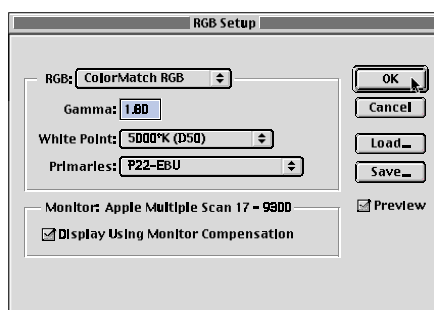 RGB Setup
RGB: ColorMatch RGB
Gamma: 1.80
White Point: 5000°K (D50)
Primaries: P22-EBU
Monitor: Apple Multiple Scan 17 - 9300
Display Using Monitor Compensation
OK
Cancel
Load...
Save...
Preview